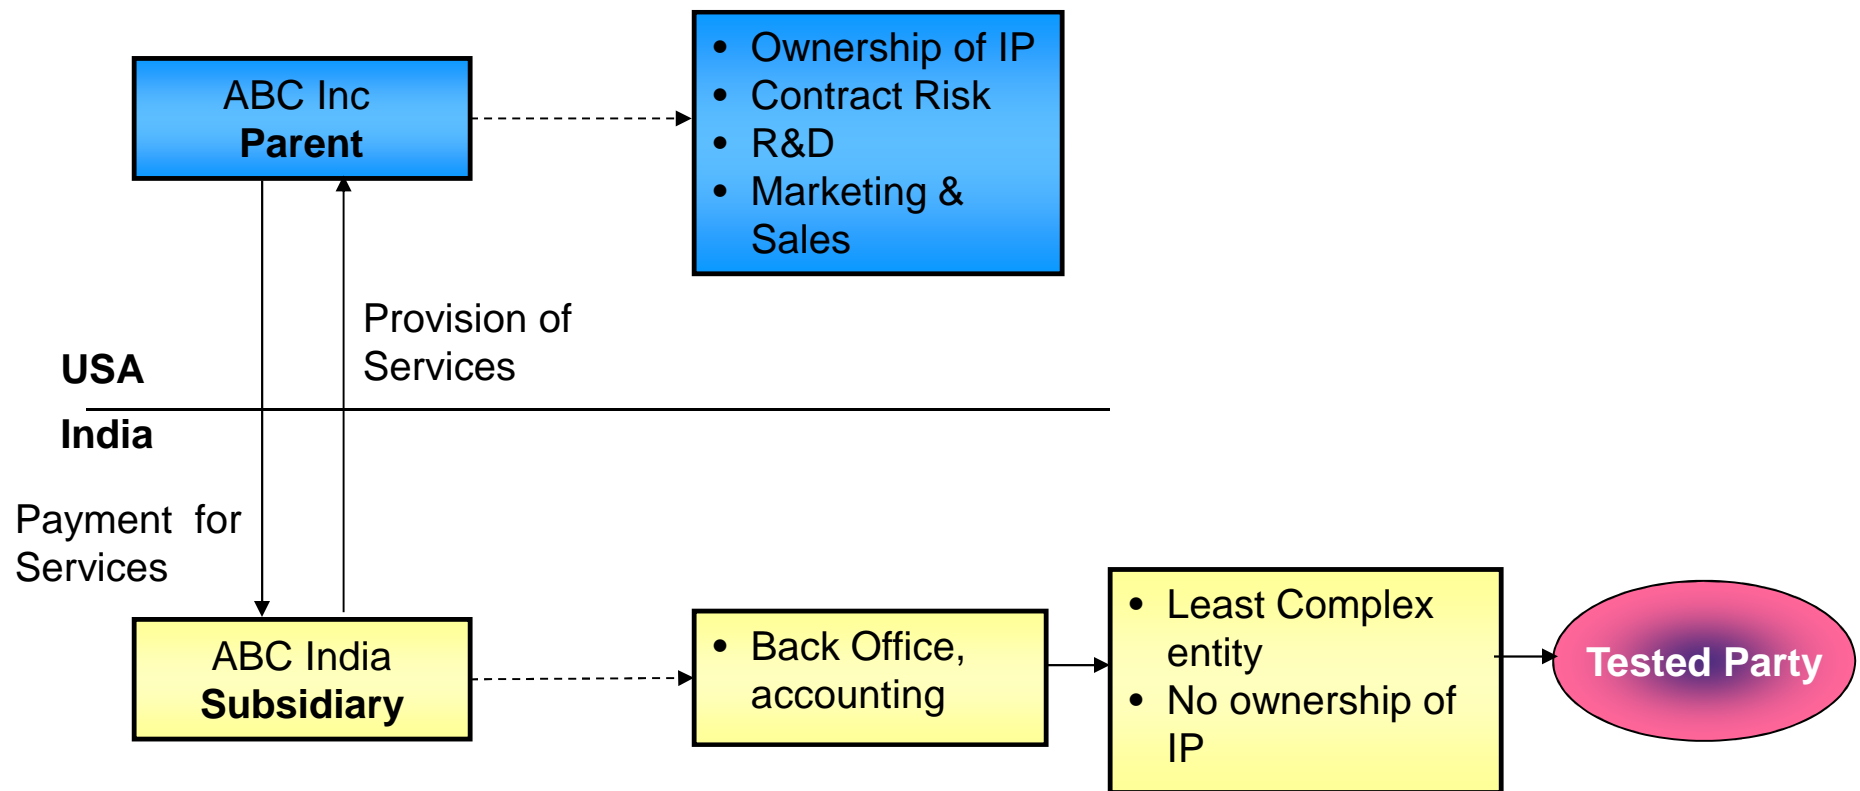 ABC Inc
Parent
• Ownership of IP
• Contract Risk
• R&D
• Marketing &
Sales
Provision of
Services
USA
India
Payment for
Services
ABC India
Subsidiary
• Back Office,
accounting
• Least Complex
entity
• No ownership of
IP
Tested Party